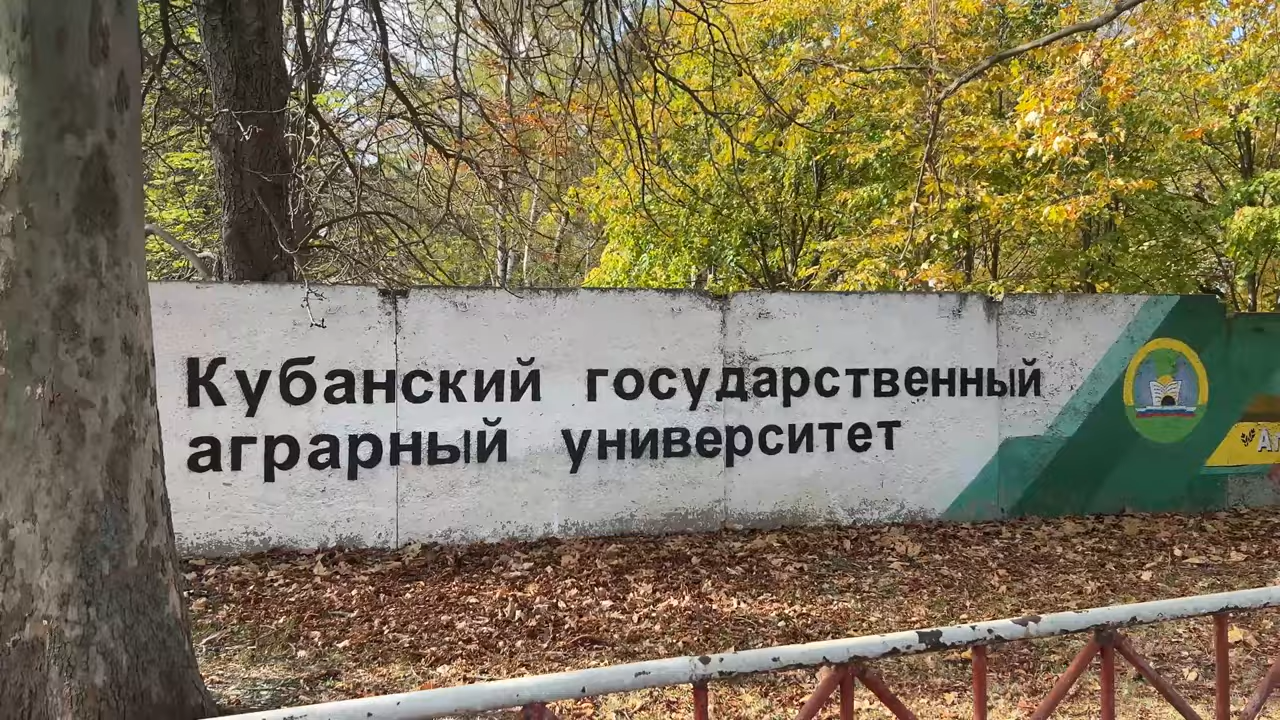 Кубанский государственный
аграрный университет